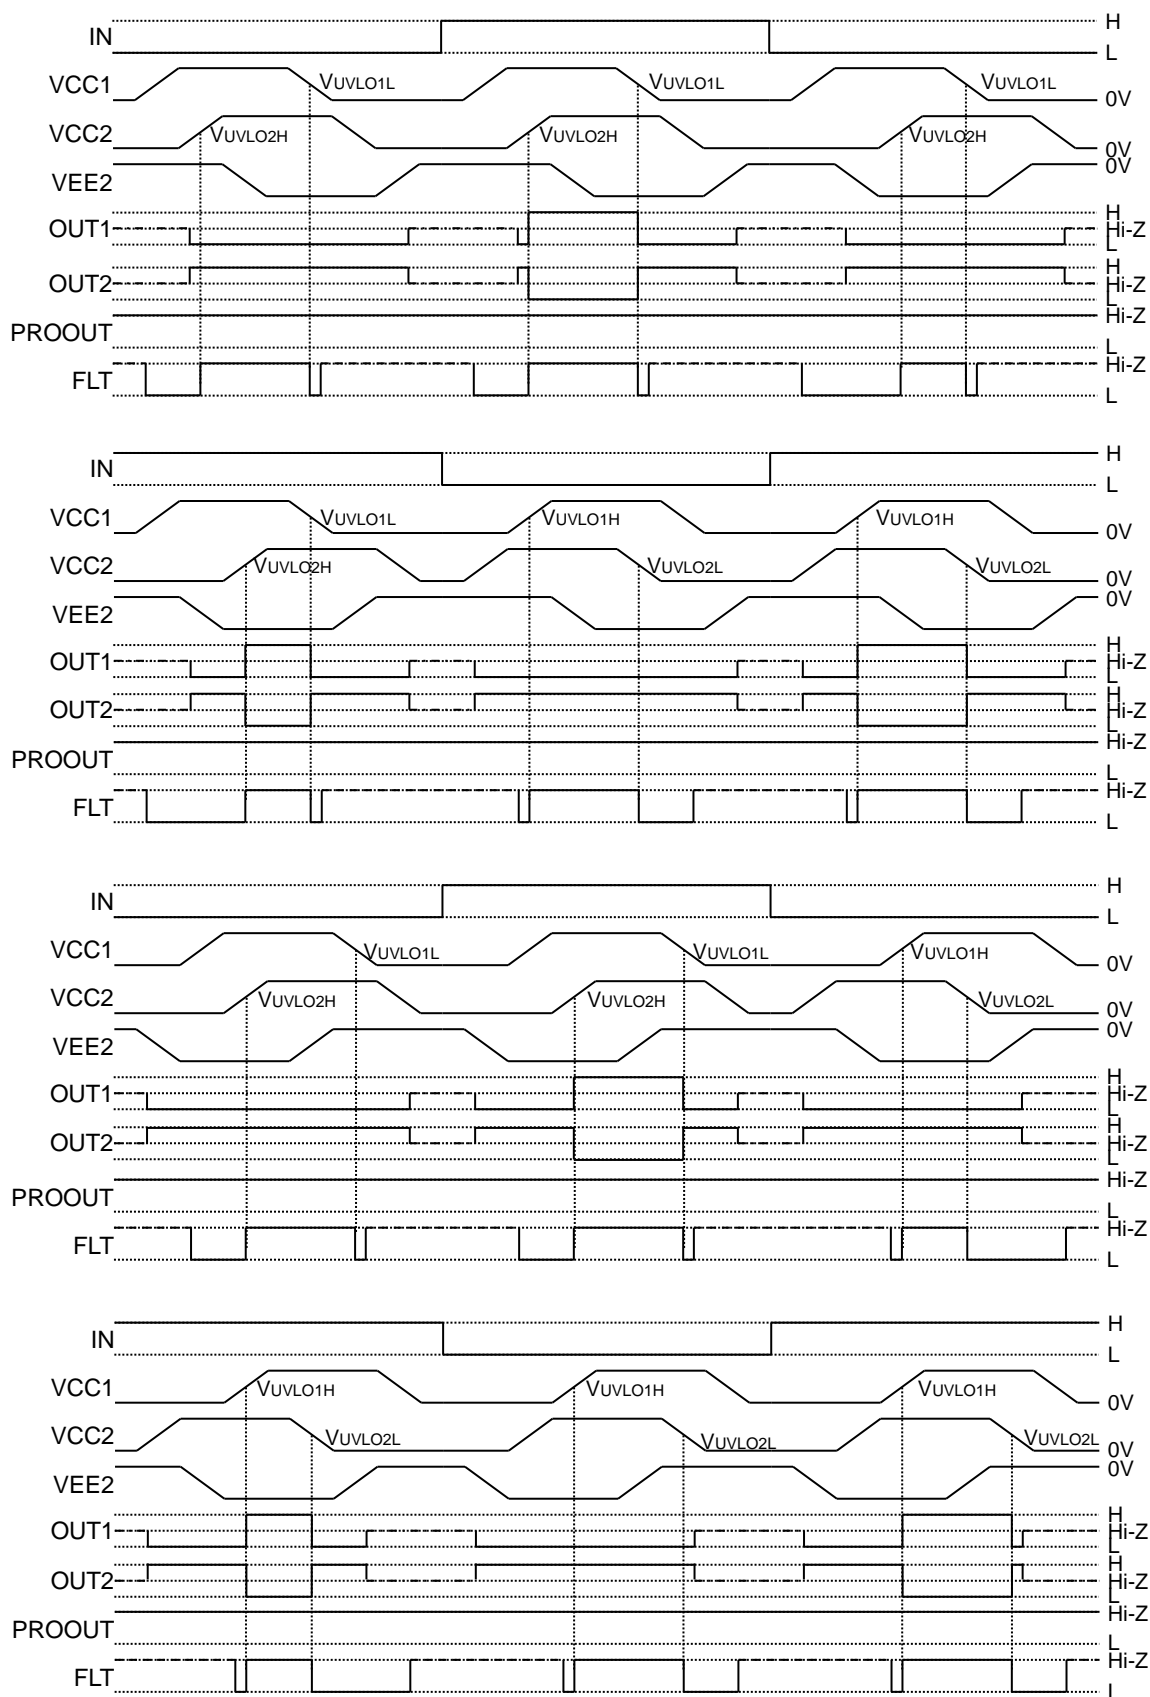 IN H
L
VCC1 VUVLO1L VUVLO1L VUVLO1L 0V
VCC2 VUVLO2H VUVLO2H VUVLO2H 0V
VEE2 0V
OUT1 H
Hi-Z
L
OUT2 H
Hi-Z
L
PROOUT Hi-Z
L
FLT Hi-Z
L
IN H
L
VCC1 VUVLO1L VUVLO1H VUVLO1H 0V
VCC2 VUVLO2H VUVLO2L VUVLO2L 0V
VEE2 0V
OUT1 H
Hi-Z
L
OUT2 H
Hi-Z
L
PROOUT Hi-Z
L
FLT Hi-Z
L
IN H
L
VCC1 VUVLO1L VUVLO1L VUVLO1H 0V
VCC2 VUVLO2H VUVLO2H VUVLO2L 0V
VEE2 0V
OUT1 H
Hi-Z
L
OUT2 H
Hi-Z
L
PROOUT Hi-Z
L
FLT Hi-Z
L
IN H
L
VCC1 VUVLO1H VUVLO1H VUVLO1H 0V
VCC2 VUVLO2L VUVLO2L VUVLO2L 0V
VEE2 0V
OUT1 H
Hi-Z
L
OUT2 H
Hi-Z
L
PROOUT Hi-Z
L
FLT Hi-Z
L